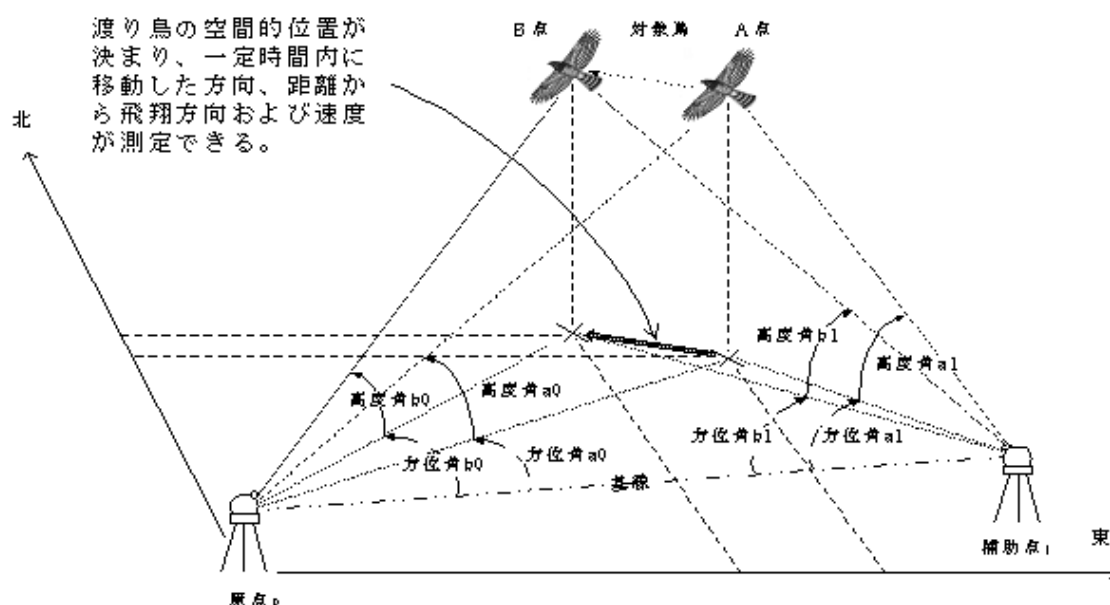 渡り鳥の空間的位置が
決まり、一定時間内に
移動した方向、距離か
ら飛翔方向および速度
が測定できる。
B点
対象鳥
A点
北
高度角b1
高度角a1
高度角b0
高度角a0
方位角b1
方位角a1
方位角b0
方位角a0
基線
補助点1
東
原点0